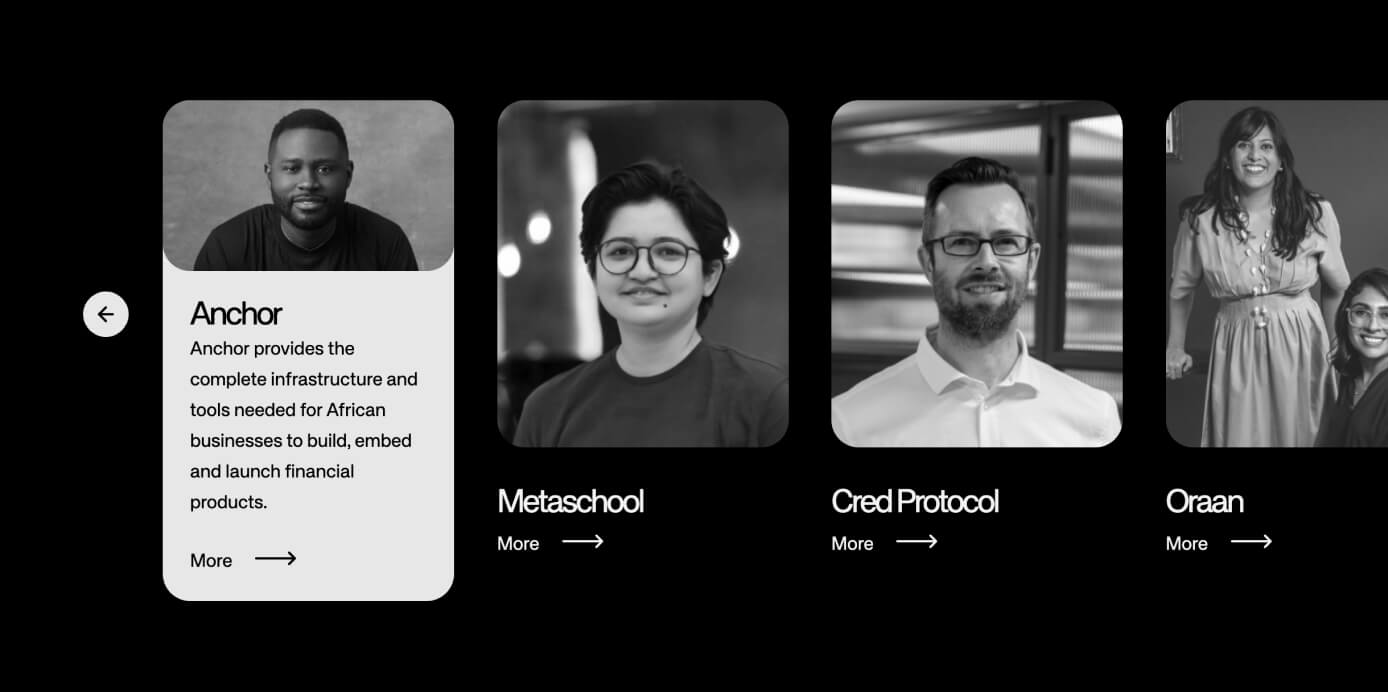 Anchor
Anchor provides the
complete infrastructure and
tools needed for African
businesses to build, embed
and launch financial
products.
More
Metaschool
More
Cred Protocol
More
Oraan
More